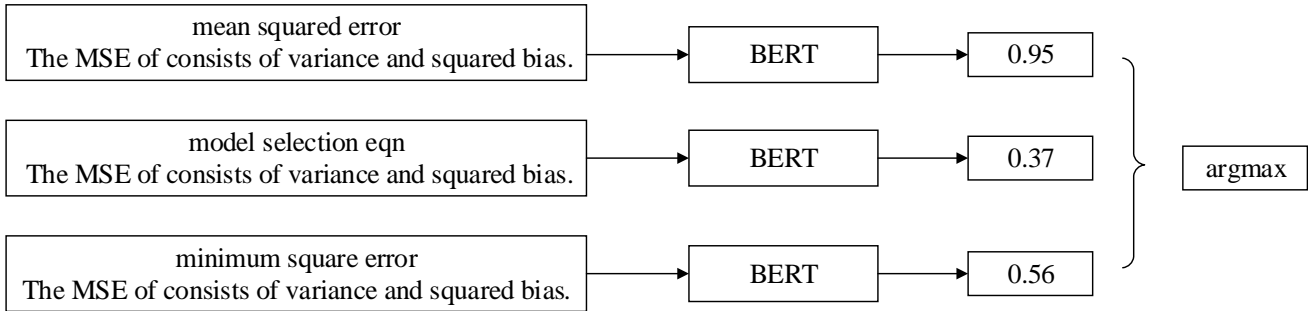 mean squared error
The MSE of consists of variance and squared bias.
BERT
0.95
model selection eqn
The MSE of consists of variance and squared bias.
BERT
0.37
argmax
minimum square error
The MSE of consists of variance and squared bias.
BERT
0.56